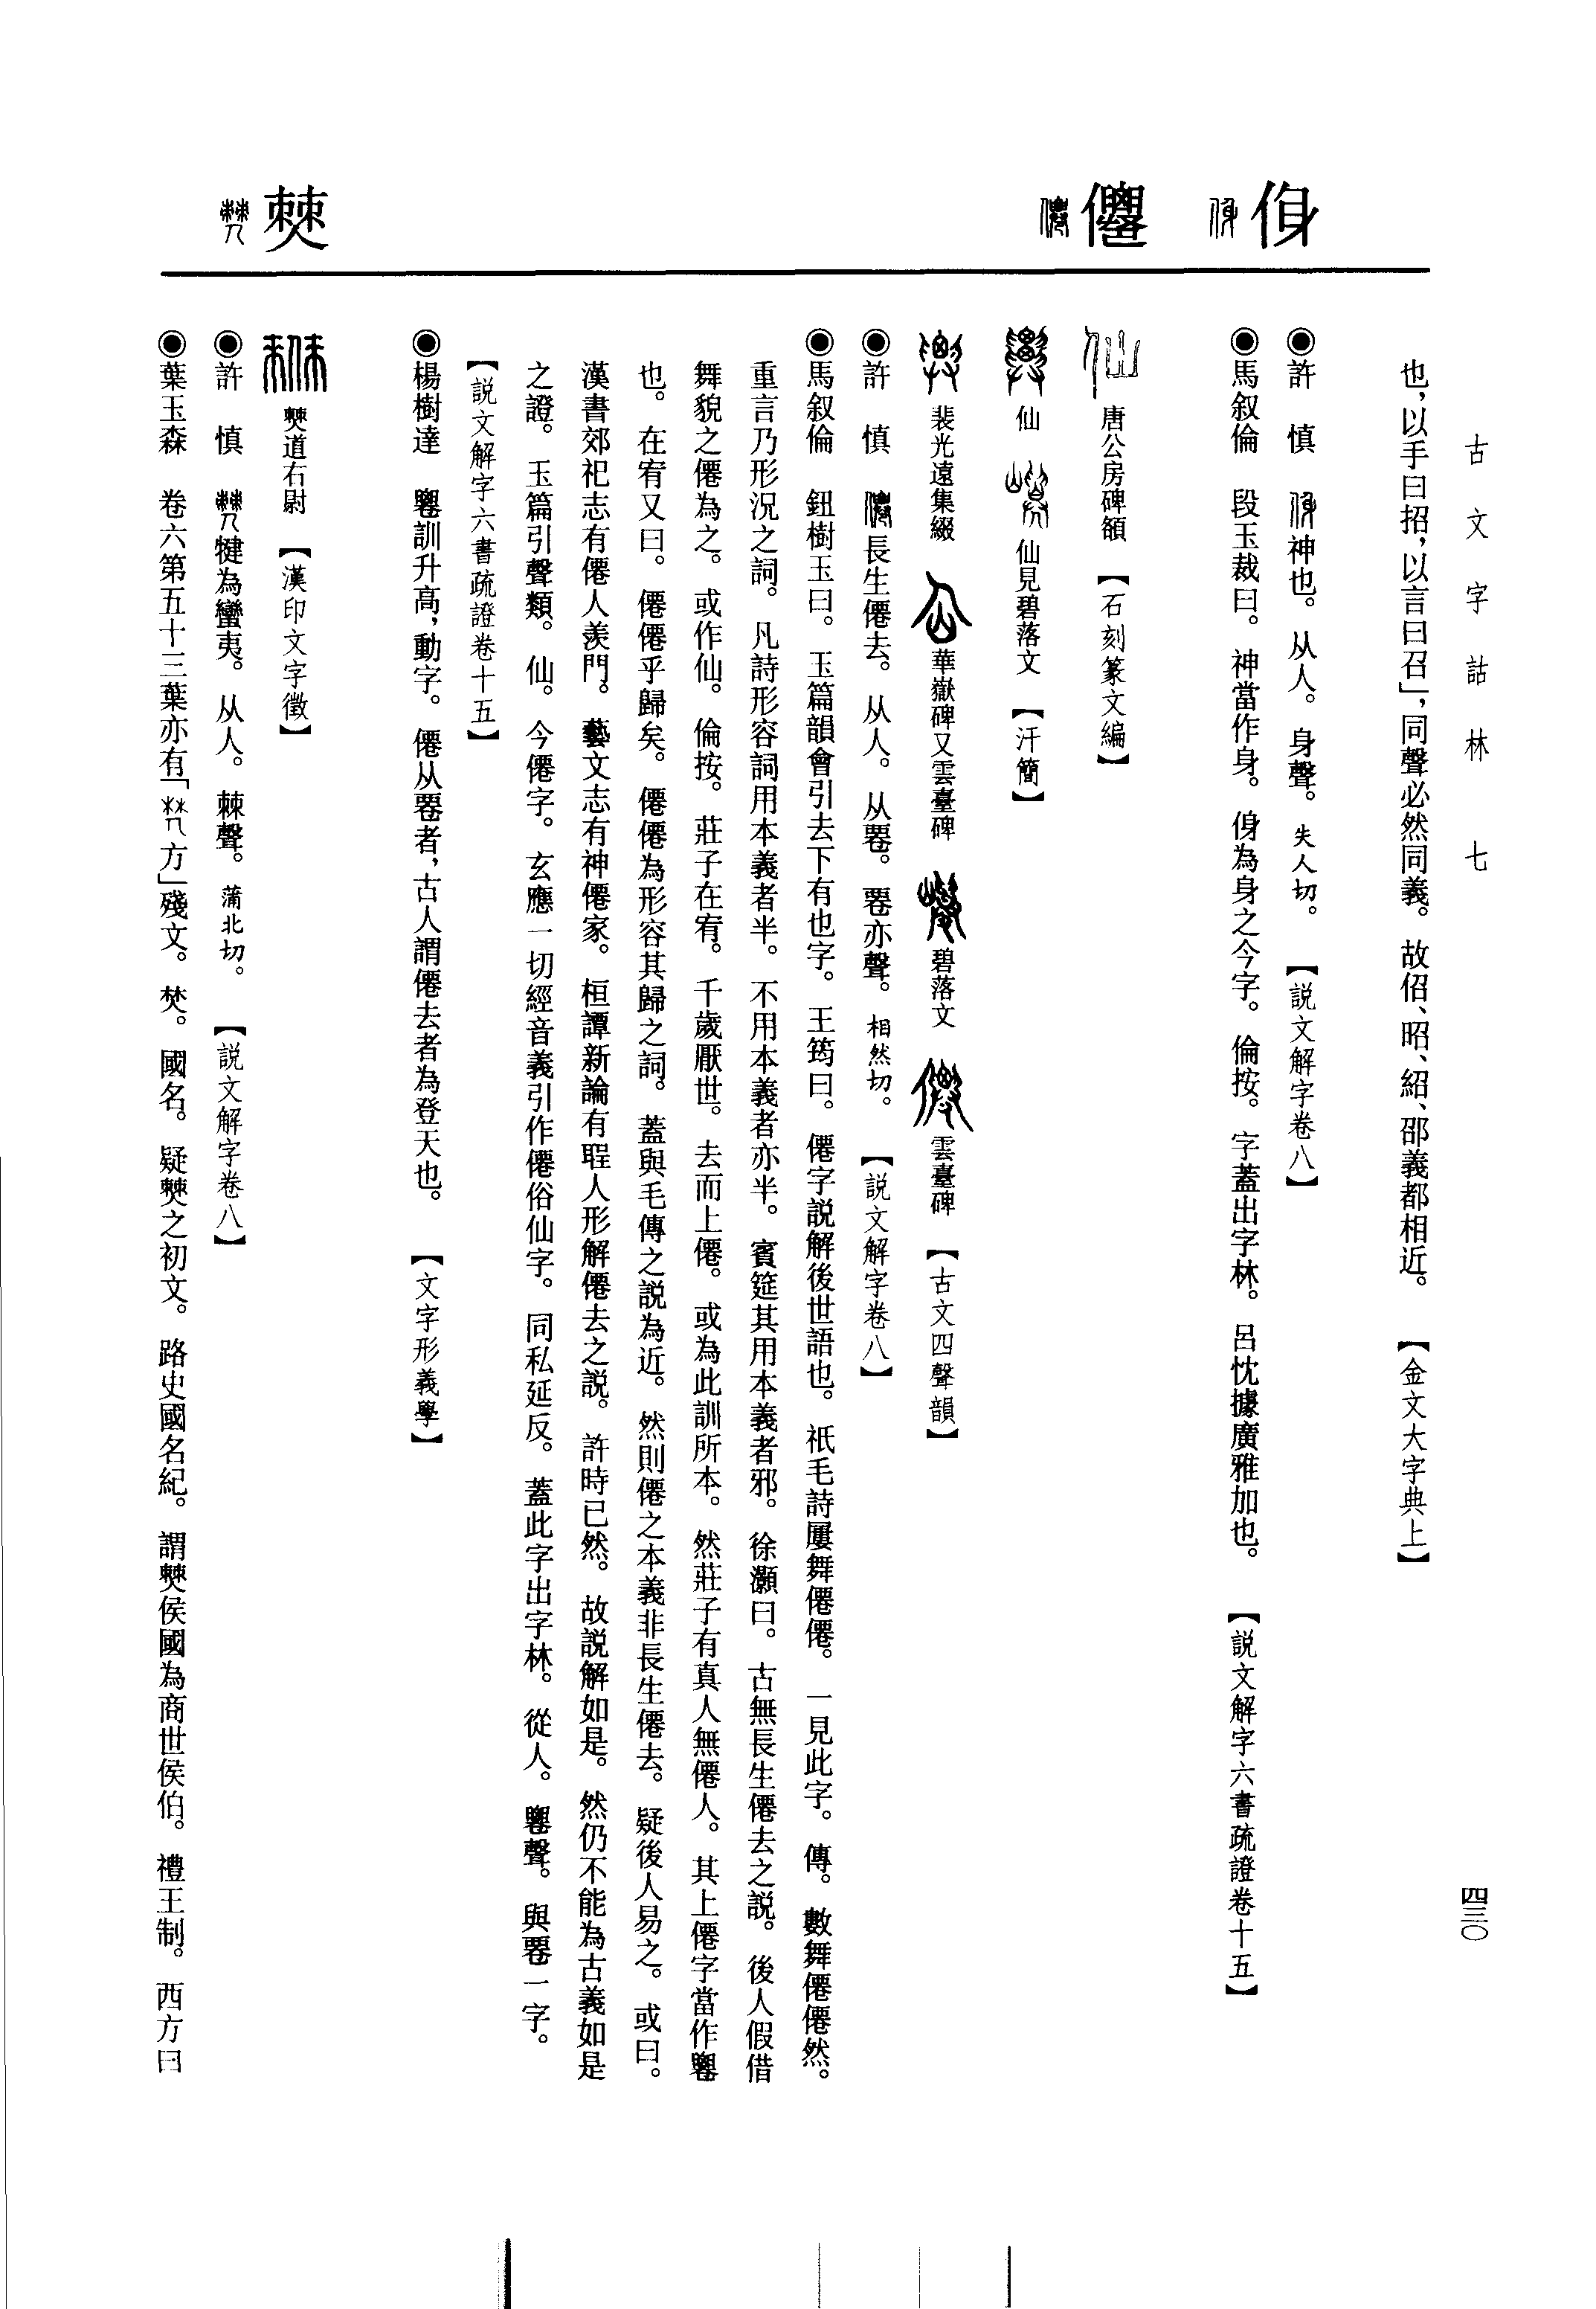 古文字詁林 七
四三〇
侽
僊
僰
也，以手曰招，以言曰召」，同聲必然同義。故佋、昭、紹、邵義都相近。 【金文大字典上】
◉許 慎 神也。从人。身聲。失人切。 【説文解字卷八】
◉馬叙倫 段玉裁曰。神當作身。㑗為身之今字。倫按。字蓋出字林。呂忱據廣雅加也。 【説文解字六書疏證卷十五】
唐公房碑額 【石刻篆文編】
仙 仙見碧落文 【汗簡】
裴光遠集綴 華嶽碑又雲臺碑 碧落文 雲臺碑 【古文四聲韻】
◉許 慎 長生僊去。从人。从䙴。䙴亦聲。相然切。 【説文解字卷八】
◉馬叙倫 鈕樹玉曰。玉篇韻會引去下有也字。王筠曰。僊字説解後世語也。祇毛詩屢舞僊僊。一見此字。傳。數舞僊僊然。
重言乃形況之詞。凡詩形容詞用本義者半。不用本義者亦半。賓筵其用本義者邪。徐灝曰。古無長生僊去之説。後人假借
舞貌之僊為之。或作仙。倫按。莊子在宥。千歲厭世。去而上僊。或為此訓所本。然莊子有真人無僊人。其上僊字當作䙴
也。在宥又曰。僊僊乎歸矣。僊僊為形容其歸之詞。蓋與毛傳之説為近。然則僊之本義非長生僊去。疑後人易之。或曰。
漢書郊祀志有僊人羡門。藝文志有神僊家。桓譚新論有聖人形解僊去之説。許時已然。故説解如是。然仍不能為古義如是
之證。玉篇引聲類。仙。今僊字。玄應一切經音義引作僊俗仙字。同私延反。蓋此字出字林。從人。䙴聲。與䙴一字。
【説文解字六書疏證卷十五】
◉楊樹達 䙴訓升高，動字。僊从䙴者，古人謂僊去者為登天也。 【文字形義學】
僰道右尉 【漢印文字徵】
◉許 慎 犍為蠻夷。从人。棘聲。蒲北切。 【説文解字卷八】
◉葉玉森 卷六第五十三葉亦有「方」殘文。㯤。國名。疑僰之初文。路史國名紀。謂僰侯國為商世侯伯。禮王制。西方曰